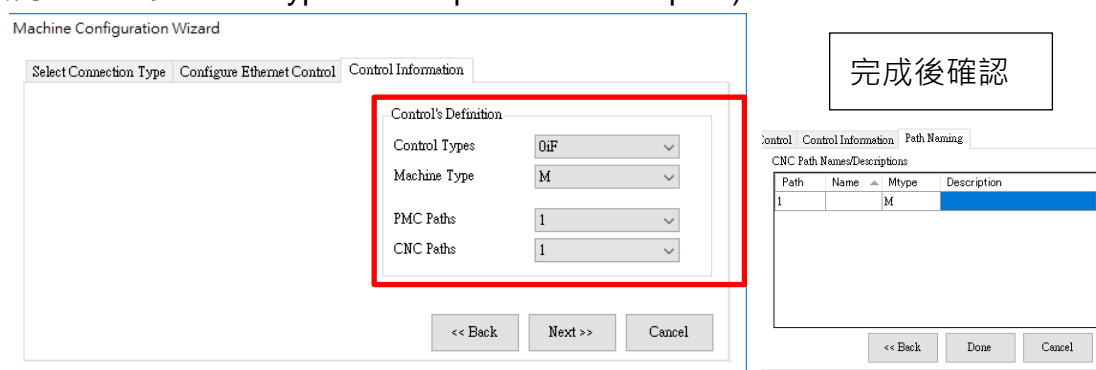 Machine Configuration Wizard
Select Connection Type Configure Ethernet Control Control Information
Control's Definition
Control Types 0iF
Machine Type M
PMC Paths 1
CNC Paths 1
<< Back Next >> Cancel
完成後確認
Control Information Path Naming
CNC Path Names/Descriptions
Path Name Mtype Description
1 M
<< Back Done Cancel